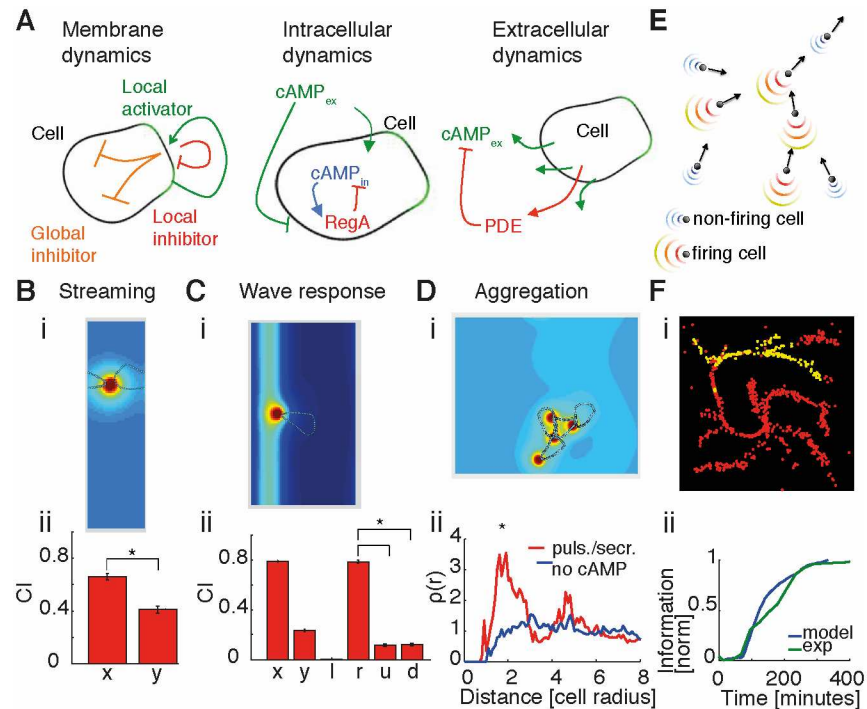 A
Membrane
dynamics
Local
activator
Cell
Global
inhibitor
Local
inhibitor
Intracellular
dynamics
cAMPex
Cell
cAMPin
RegA
Extracellular
dynamics
cAMPex
Cell
PDE
E
non-firing cell
firing cell
B Streaming
i
ii
CI
0.8
0.4
0
*
x y
C Wave response
i
ii
CI
0.8
0.4
0
*
x y l r u d
D Aggregation
i
ii
ρ(r)
4
3
2
1
0
*
puls./secr.
no cAMP
0 2 4 6 8
Distance [cell radius]
F
i
ii
Information
[norm]
1
0.5
0
model
exp
0 200 400
Time [minutes]